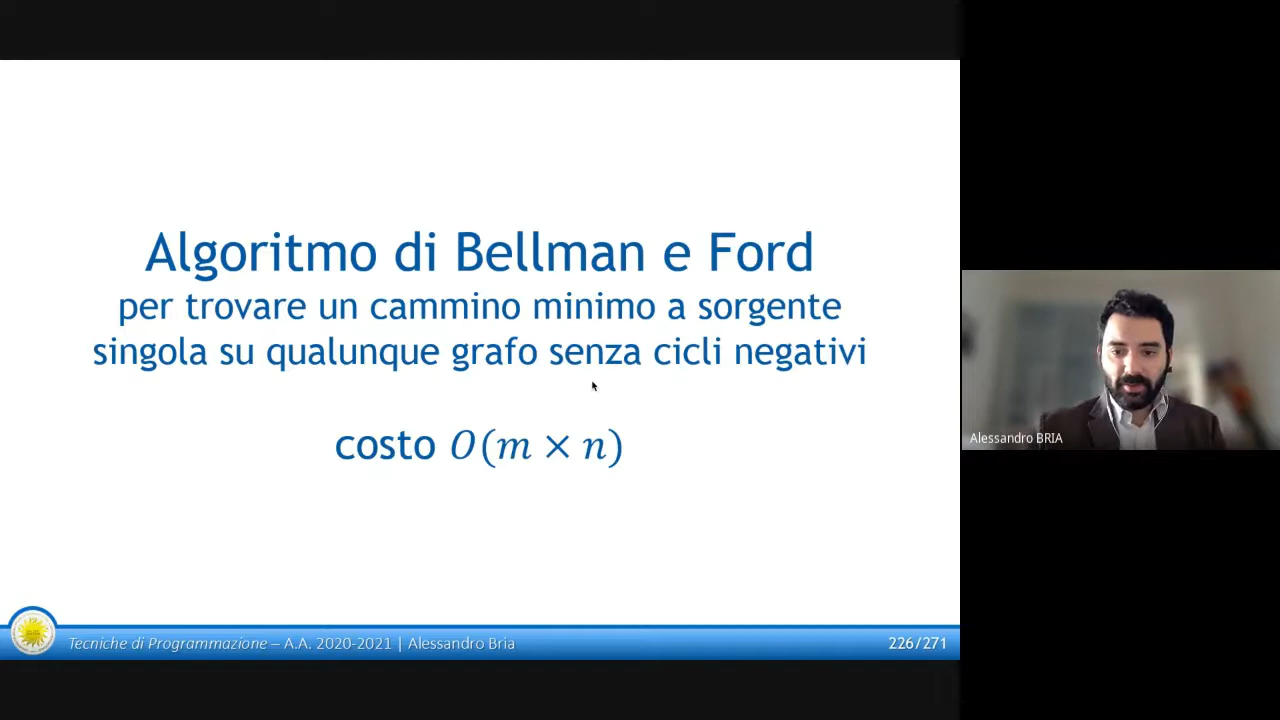 Algoritmo di Bellman e Ford
per trovare un cammino minimo a sorgente
singola su qualunque grafo senza cicli negativi
costo O(m × n)
Alessandro BRIA
Tecniche di Programmazione – A.A. 2020-2021 | Alessandro Bria
226/271